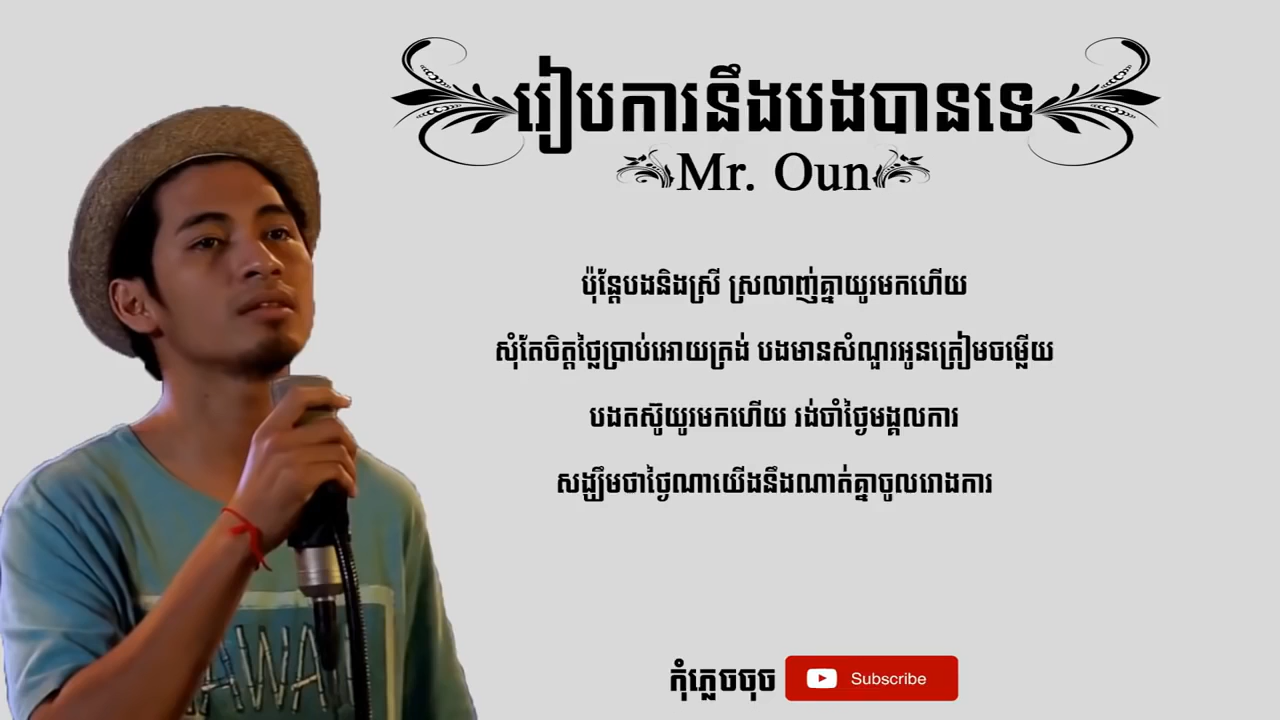 រៀបការនឹងបងបានទេ
Mr. Oun
ប៉ុន្តែបងនិងស្រី ស្រលាញ់គ្នាយូរមកហើយ
សុំតែចិត្តថ្លៃប្រាប់អោយត្រង់ បងមានសំណួរអូនត្រៀមចម្លើយ
បងតស៊ូយូរមកហើយ រង់ចាំថ្ងៃមង្គលការ
សង្ឃឹមថាថ្ងៃណាយើងនឹងណាត់គ្នាចូលរោងការ
AWAI
កុំភ្លេចចុច Subscribe